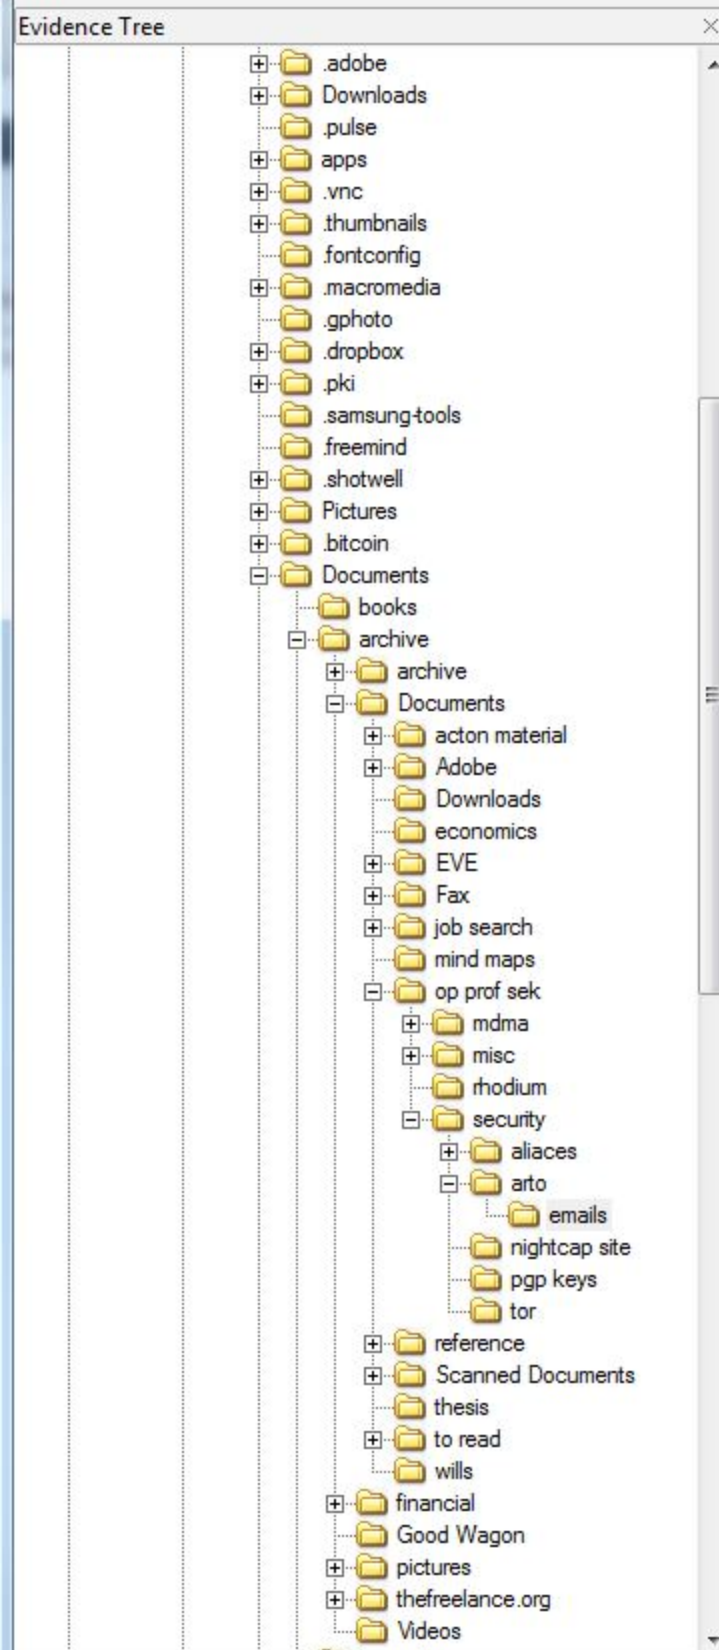 Evidence Tree
.adobe
Downloads
.pulse
apps
.vnc
.thumbnails
.fontconfig
.macromedia
.gphoto
.dropbox
.pki
.samsung-tools
.freemind
.shotwell
Pictures
.bitcoin
Documents
books
archive
archive
Documents
acton material
Adobe
Downloads
economics
EVE
Fax
job search
mind maps
op prof sek
mdma
misc
rhodium
security
aliaces
arto
emails
nightcap site
pgp keys
tor
reference
Scanned Documents
thesis
to read
wills
financial
Good Wagon
pictures
thefreelance.org
Videos